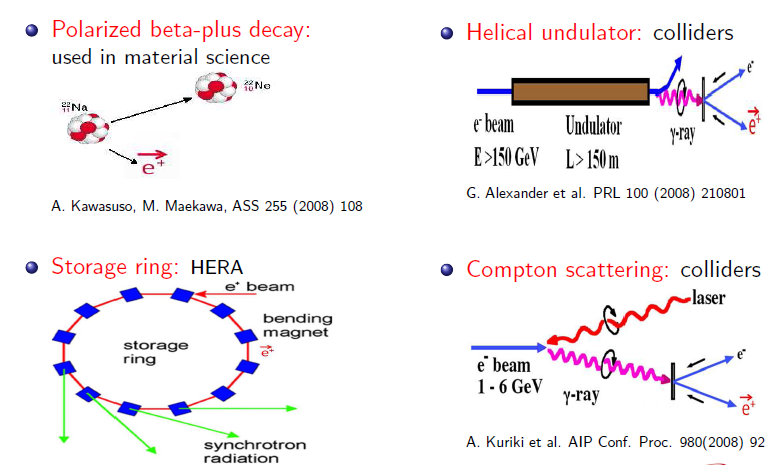 Polarized beta-plus decay:
used in material science
²²₁₁Na
²²₁₀Ne
e⁺
A. Kawasuso, M. Maekawa, ASS 255 (2008) 108
Helical undulator: colliders
e⁻ beam
E >150 GeV
Undulator
L> 150 m
γ-ray
e⁻
e⁺
G. Alexander et al. PRL 100 (2008) 210801
Storage ring: HERA
e⁺ beam
bending
magnet
e⁺
storage
ring
synchrotron
radiation
Compton scattering: colliders
laser
e⁻ beam
1 - 6 GeV
γ-ray
e⁻
e⁺
A. Kuriki et al. AIP Conf. Proc. 980(2008) 92